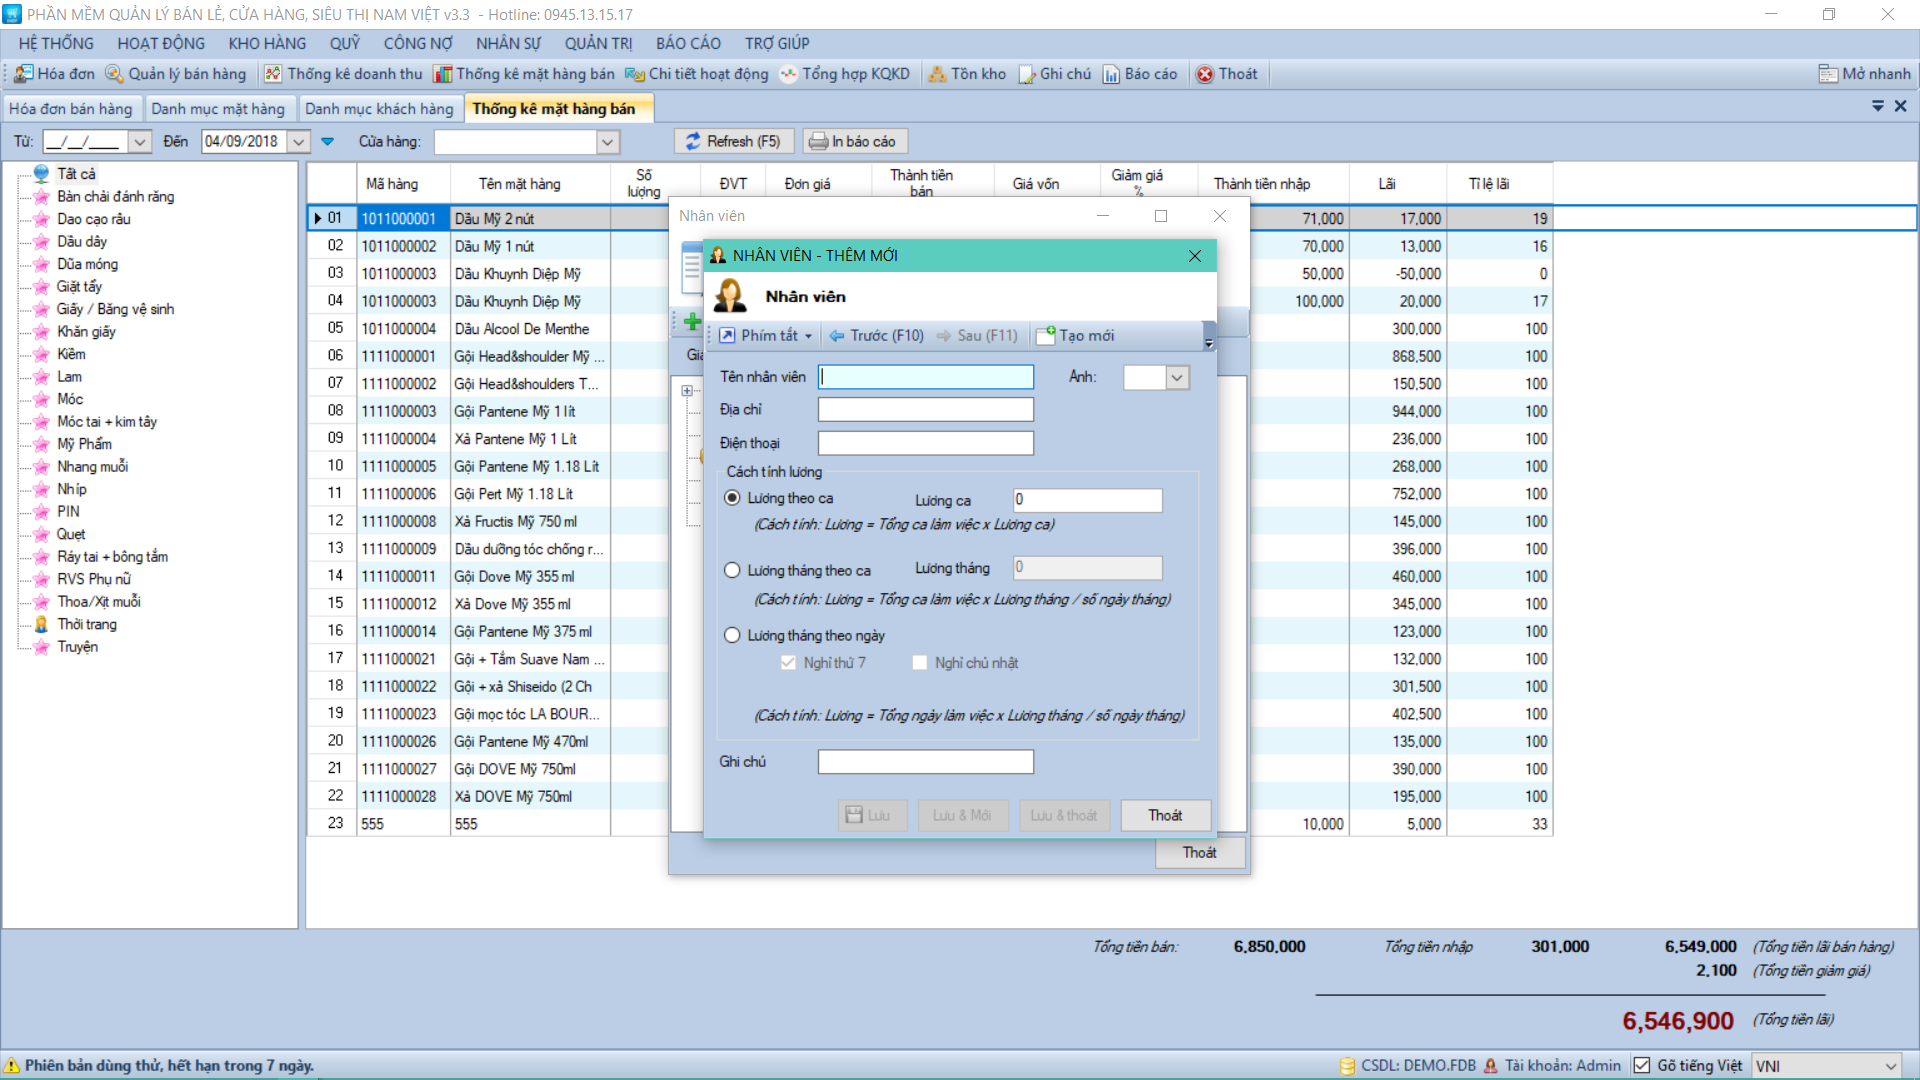 PHẦN MỀM QUẢN LÝ BÁN LẺ, CỬA HÀNG, SIÊU THỊ NAM VIỆT v3.3 - Hotline: 0945.13.15.17
HỆ THỐNG HOẠT ĐỘNG KHO HÀNG QUỸ CÔNG NỢ NHÂN SỰ QUẢN TRỊ BÁO CÁO TRỢ GIÚP
Hóa đơn Quản lý bán hàng Thống kê doanh thu Thống kê mặt hàng bán Chi tiết hoạt động Tổng hợp KQKD Tồn kho Ghi chú Báo cáo Thoát Mở nhanh
Hóa đơn bán hàng Danh mục mặt hàng Danh mục khách hàng Thống kê mặt hàng bán
Từ: __/__/____ Đến 04/09/2018 Cửa hàng: Refresh (F5) In báo cáo
Tất cả
Bàn chải đánh răng
Dao cạo râu
Dầu dây
Dũa móng
Giặt tẩy
Giấy / Băng vệ sinh
Khăn giấy
Kiềm
Lam
Móc
Móc tai + kim tây
Mỹ Phẩm
Nhang muỗi
Nhíp
PIN
Quẹt
Ráy tai + bông tắm
RVS Phụ nữ
Thoa/Xịt muỗi
Thời trang
Truyện
Mã hàng Tên mặt hàng Số lượng ĐVT Đơn giá Thành tiền bán Giá vốn Giảm giá % Thành tiền nhập Lãi Tỉ lệ lãi
01 1011000001 Dầu Mỹ 2 nút 71,000 17,000 19
02 1011000002 Dầu Mỹ 1 nút 70,000 13,000 16
03 1011000003 Dầu Khuynh Diệp Mỹ 50,000 -50,000 0
04 1011000003 Dầu Khuynh Diệp Mỹ 100,000 20,000 17
05 1011000004 Dầu Alcool De Menthe 300,000 100
06 1111000001 Gội Head&shoulder Mỹ ... 868,500 100
07 1111000002 Gội Head&shoulders T... 150,500 100
08 1111000003 Gội Pantene Mỹ 1 lít 944,000 100
09 1111000004 Xả Pantene Mỹ 1 Lít 236,000 100
10 1111000005 Gội Pantene Mỹ 1.18 Lít 268,000 100
11 1111000006 Gội Pert Mỹ 1.18 Lít 752,000 100
12 1111000008 Xả Fructis Mỹ 750 ml 145,000 100
13 1111000009 Dầu dưỡng tóc chống r... 396,000 100
14 1111000011 Gội Dove Mỹ 355 ml 460,000 100
15 1111000012 Xả Dove Mỹ 355 ml 345,000 100
16 1111000014 Gội Pantene Mỹ 375 ml 123,000 100
17 1111000021 Gội + Tắm Suave Nam ... 132,000 100
18 1111000022 Gội + xả Shiseido (2 Ch 301,500 100
19 1111000023 Gội mọc tóc LA BOUR... 402,500 100
20 1111000026 Gội Pantene Mỹ 470ml 135,000 100
21 1111000027 Gội DOVE Mỹ 750ml 390,000 100
22 1111000028 Xả DOVE Mỹ 750ml 195,000 100
23 555 555 10,000 5,000 33
Nhân viên
NHÂN VIÊN - THÊM MỚI
Nhân viên
Phím tắt Trước (F10) Sau (F11) Tạo mới
Tên nhân viên Ảnh:
Địa chỉ
Điện thoại
Cách tính lương
Lương theo ca Lương ca 0
(Cách tính: Lương = Tổng ca làm việc x Lương ca)
Lương tháng theo ca Lương tháng 0
(Cách tính: Lương = Tổng ca làm việc x Lương tháng / số ngày tháng)
Lương tháng theo ngày
Nghỉ thứ 7 Nghỉ chủ nhật
(Cách tính: Lương = Tổng ngày làm việc x Lương tháng / số ngày tháng)
Ghi chú
Lưu Lưu & Mới Lưu & thoát Thoát
Thoát
Tổng tiền bán: 6,850,000 Tổng tiền nhập 301,000 6,549,000 (Tổng tiền lãi bán hàng)
2,100 (Tổng tiền giảm giá)
6,546,900 (Tổng tiền lãi)
Phiên bản dùng thử, hết hạn trong 7 ngày. CSDL: DEMO.FDB Tài khoản: Admin Gõ tiếng Việt VNI